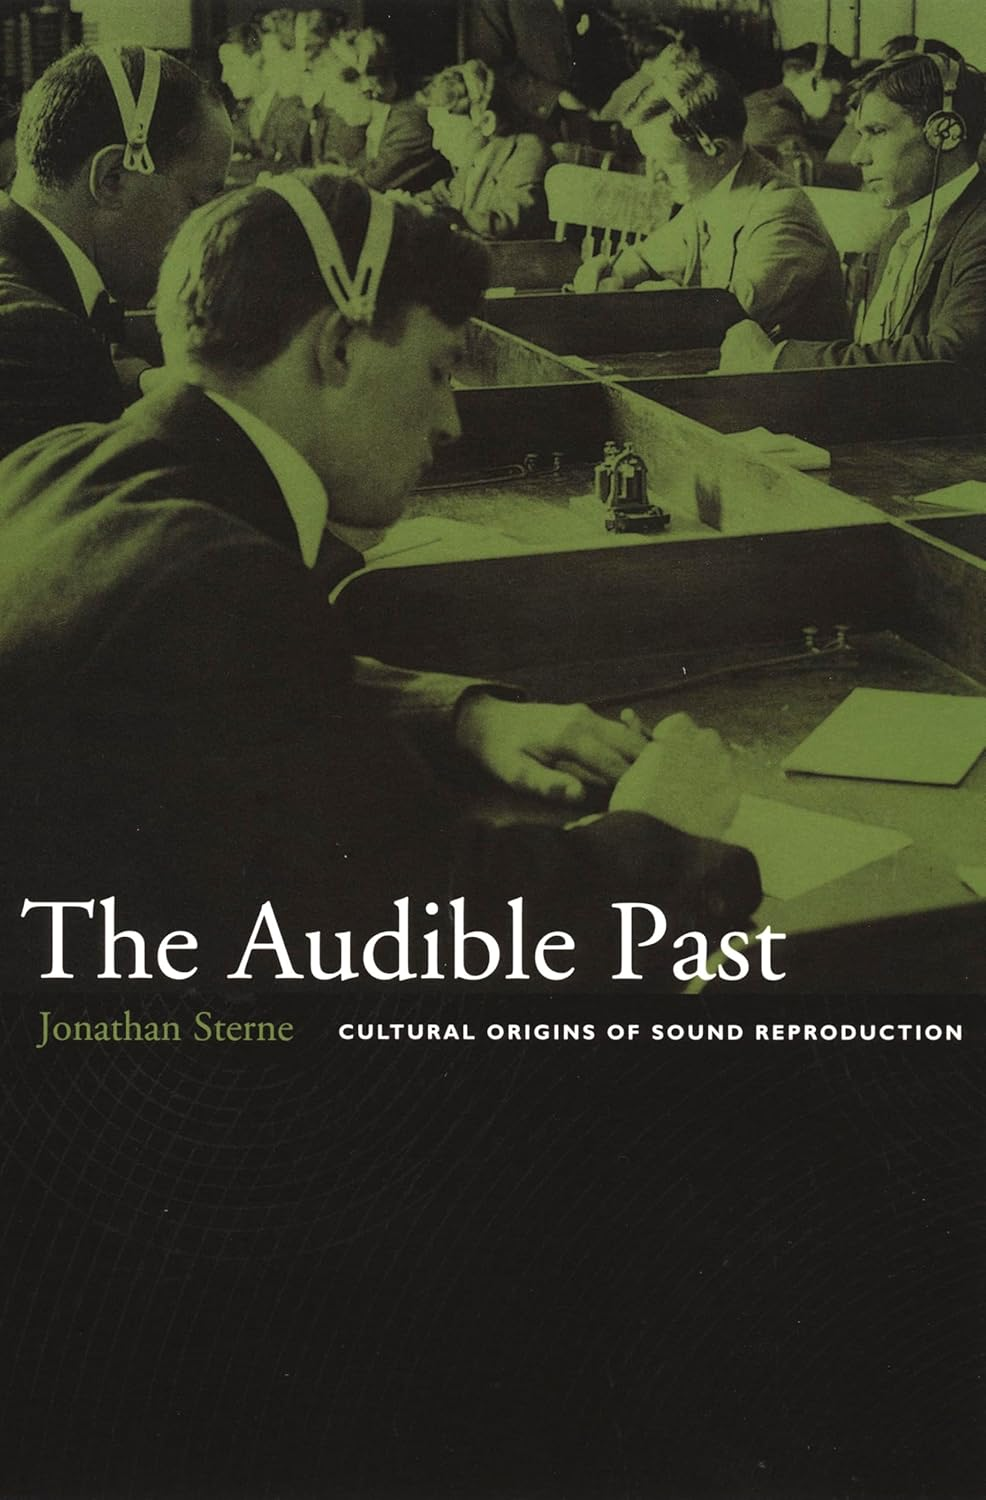 The Audible Past
Jonathan Sterne CULTURAL ORIGINS OF SOUND REPRODUCTION